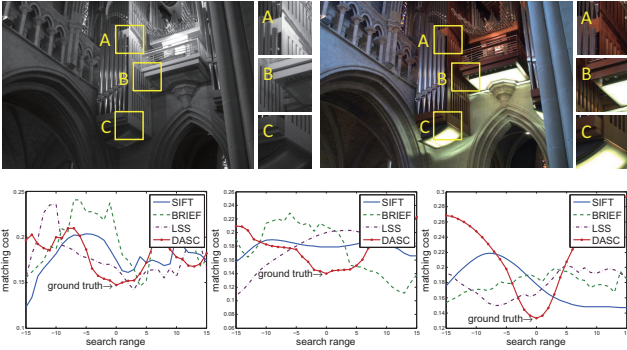 A
B
C
A
B
C
A
B
C
A
B
C
0.25
0.2
0.15
0.1
−15 −10 −5 0 5 10 15
matching cost
search range
SIFT
BRIEF
LSS
DASC
ground truth→
0.26
0.24
0.22
0.2
0.18
0.16
0.14
0.12
0.1
0.08
0.06
−15 −10 −5 0 5 10 15
matching cost
search range
SIFT
BRIEF
LSS
DASC
ground truth→
0.3
0.28
0.26
0.24
0.22
0.2
0.18
0.16
0.14
0.12
−15 −10 −5 0 5 10 15
matching cost
search range
SIFT
BRIEF
LSS
DASC
ground truth→